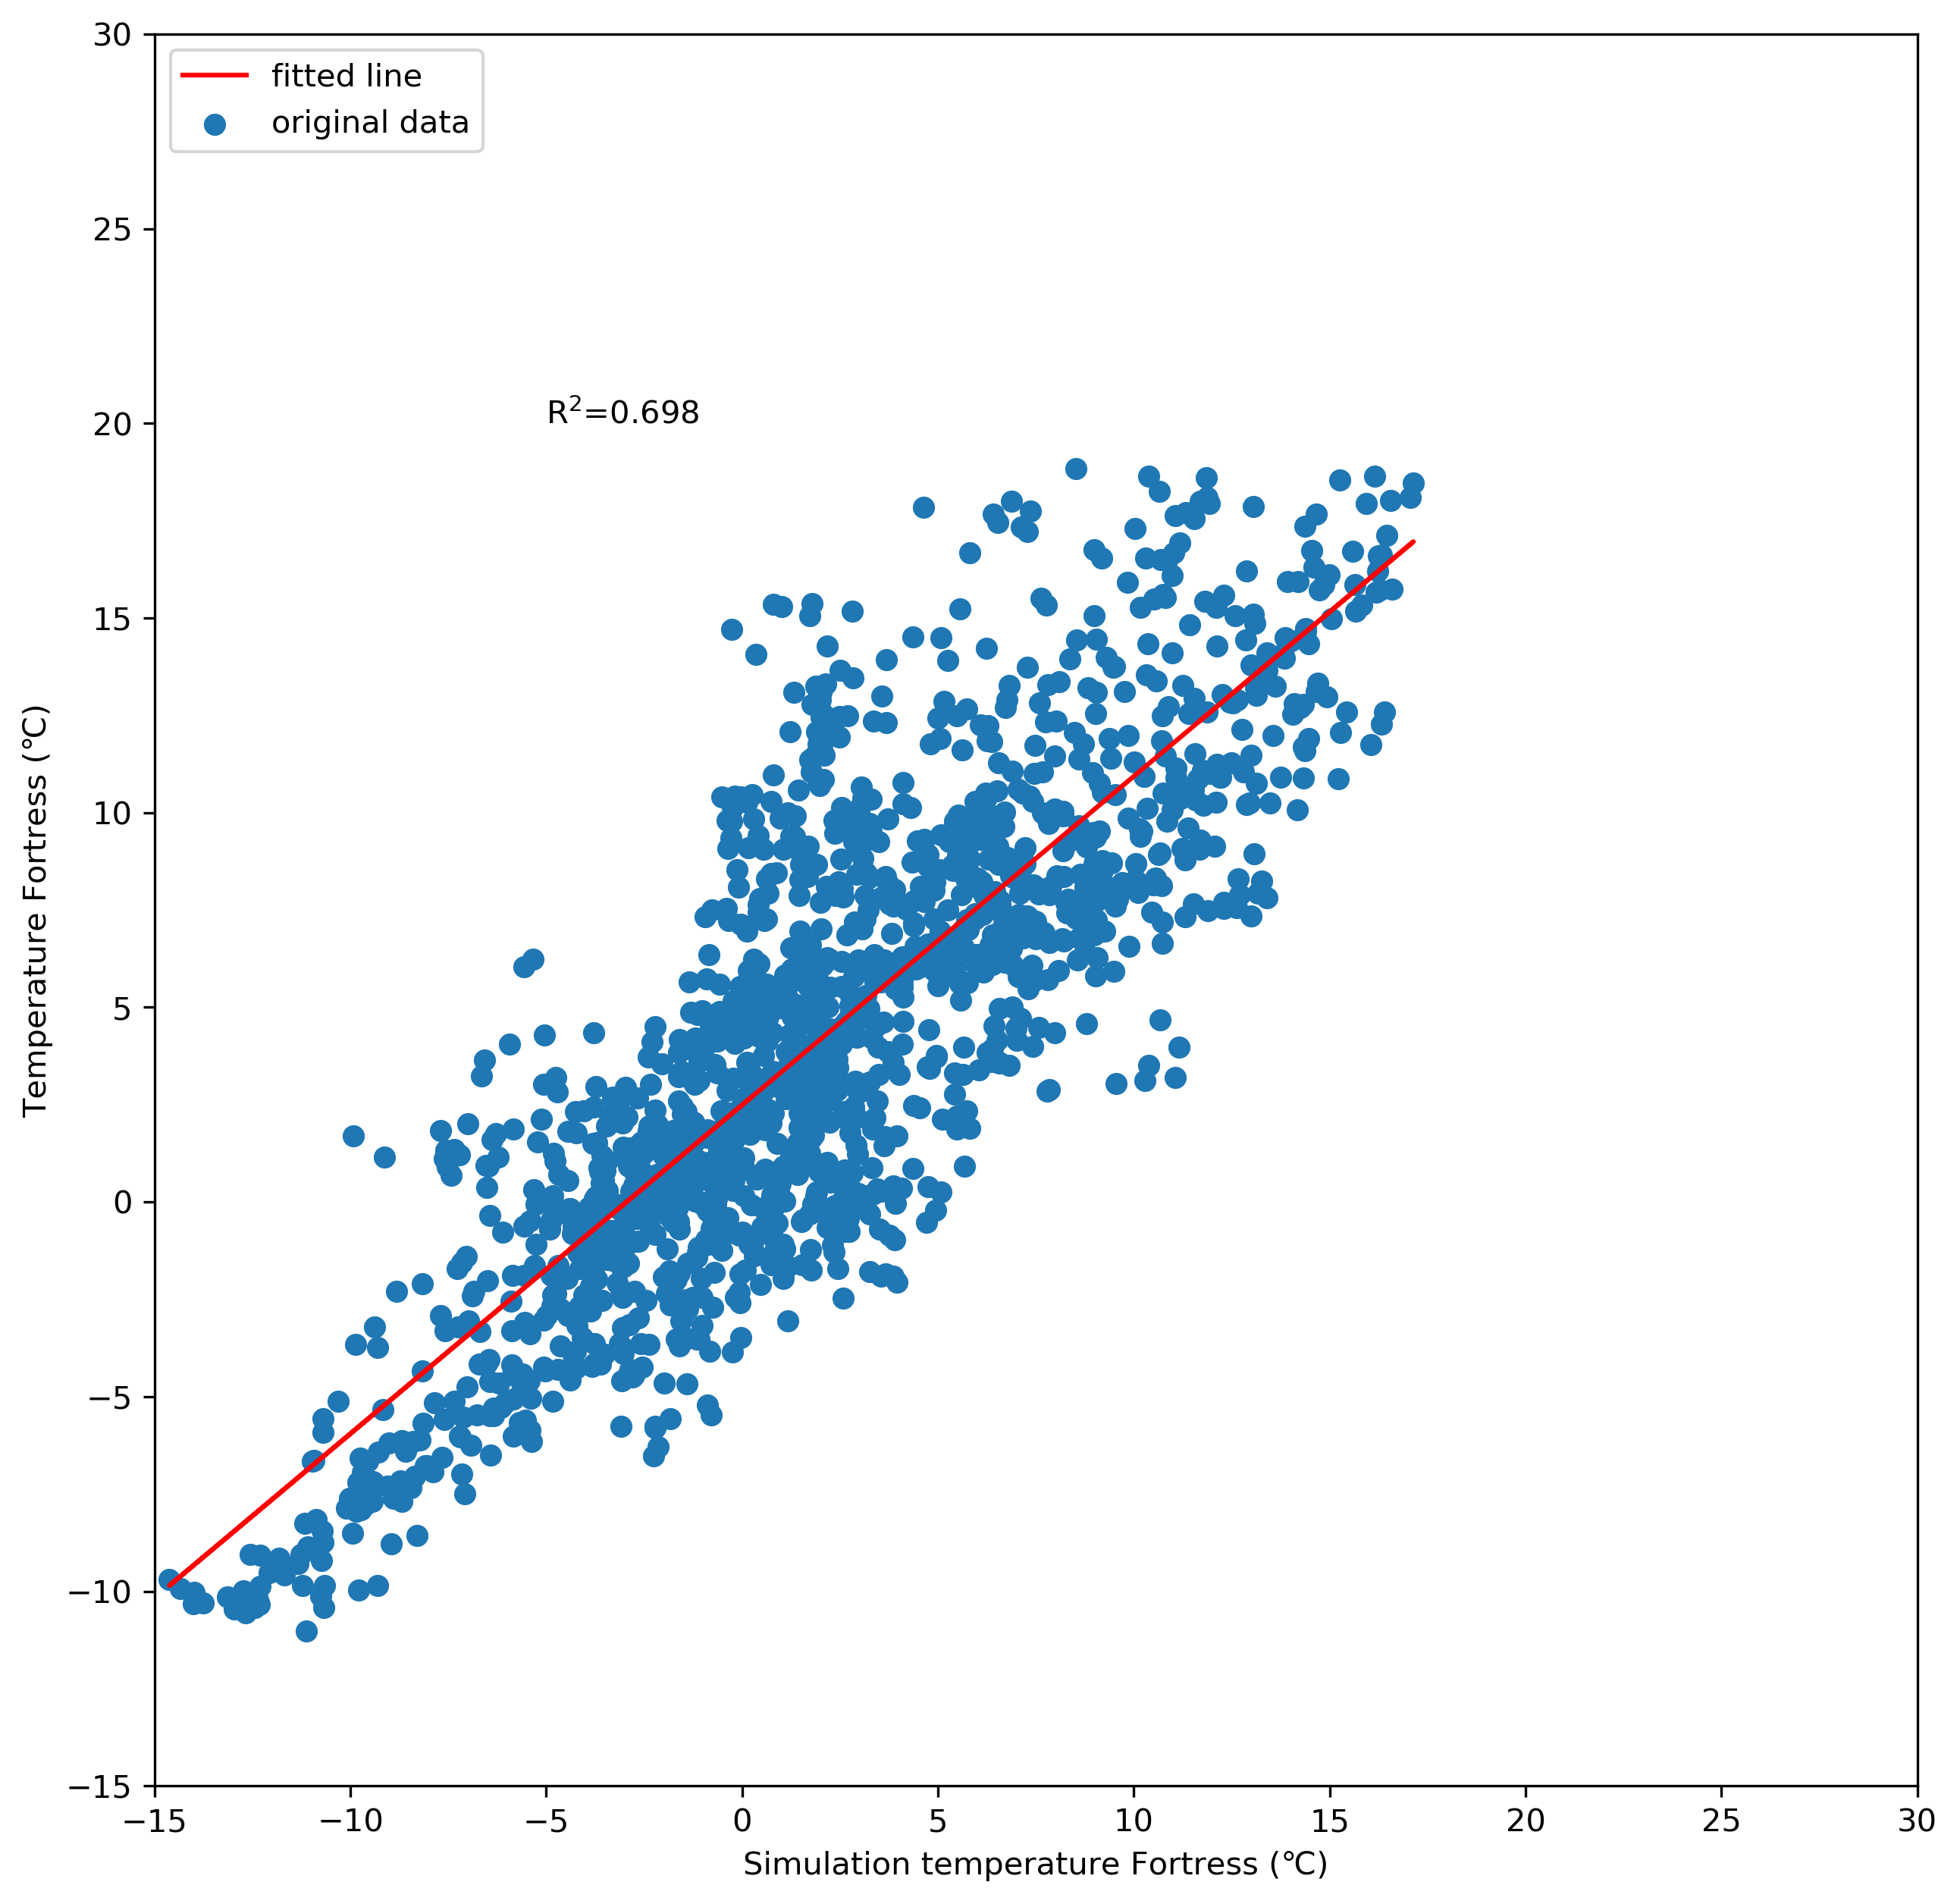 30
25
20
15
10
5
0
−5
−10
−15
fitted line
original data
R²=0.698
Temperature Fortress (℃)
−15 −10 −5 0 5 10 15 20 25 30
Simulation temperature Fortress (℃)